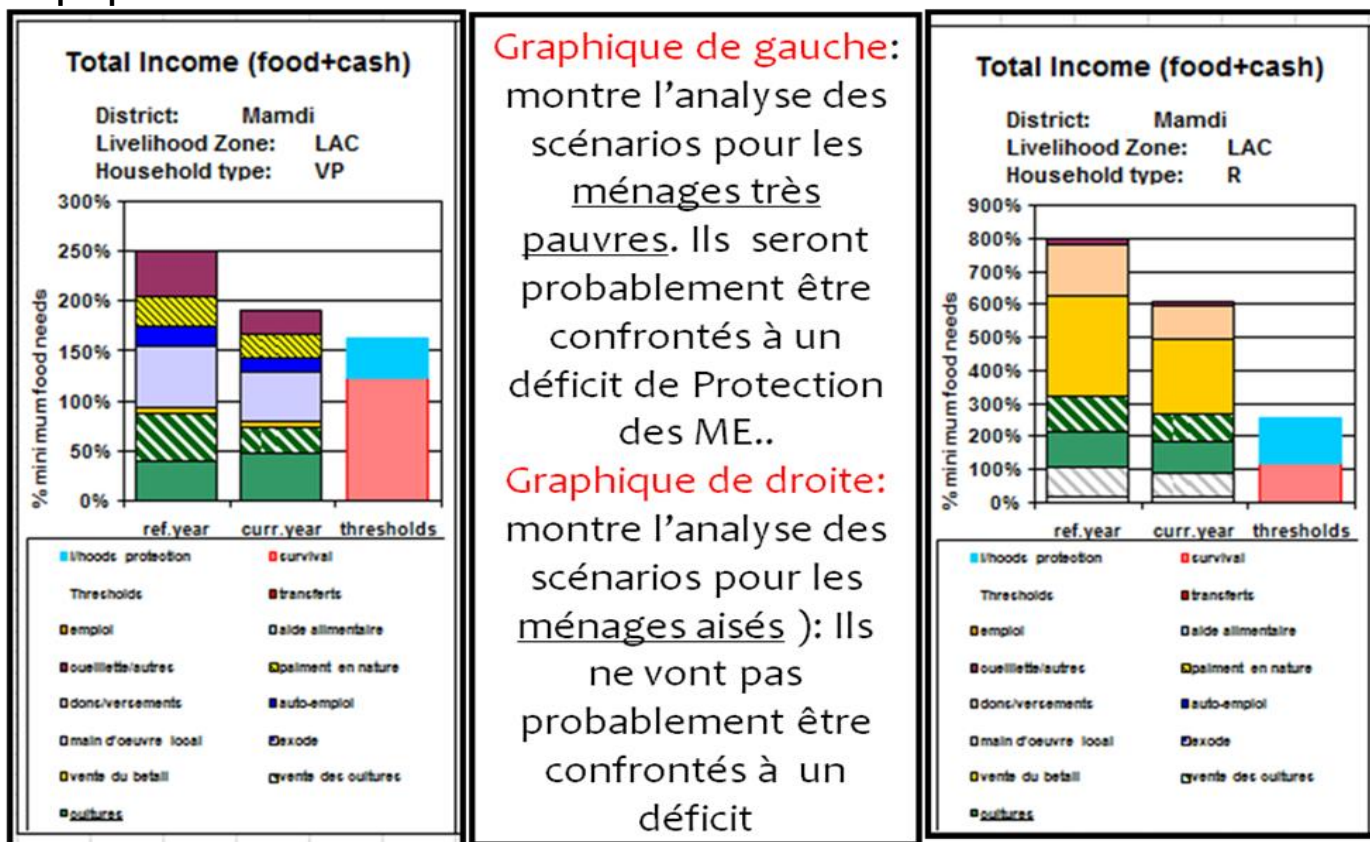 Total Income (food+cash)
District: Mamdi
Livelihood Zone: LAC
Household type: VP
300%
250%
200%
150%
100%
50%
0%
% minimum food needs
ref.year curr.year thresholds
l/hoods protection survival
Thresholds transferts
emploi aide alimentaire
oueillette/autres paiment en nature
dons/versements auto-emploi
main d'oeuvre local exode
vente du betail vente des cultures
cultures
Graphique de gauche:
montre l'analyse des
scénarios pour les
ménages très
pauvres. Ils seront
probablement être
confrontés à un
déficit de Protection
des ME..
Graphique de droite:
montre l'analyse des
scénarios pour les
ménages aisés ): Ils
ne vont pas
probablement être
confrontés à un
déficit
Total Income (food+cash)
District: Mamdi
Livelihood Zone: LAC
Household type: R
900%
800%
700%
600%
500%
400%
300%
200%
100%
0%
% minimum food needs
ref.year curr.year thresholds
l/hoods protection survival
Thresholds transferts
emploi aide alimentaire
oueillette/autres paiment en nature
dons/versements auto-emploi
main d'oeuvre local exode
vente du betail vente des cultures
cultures